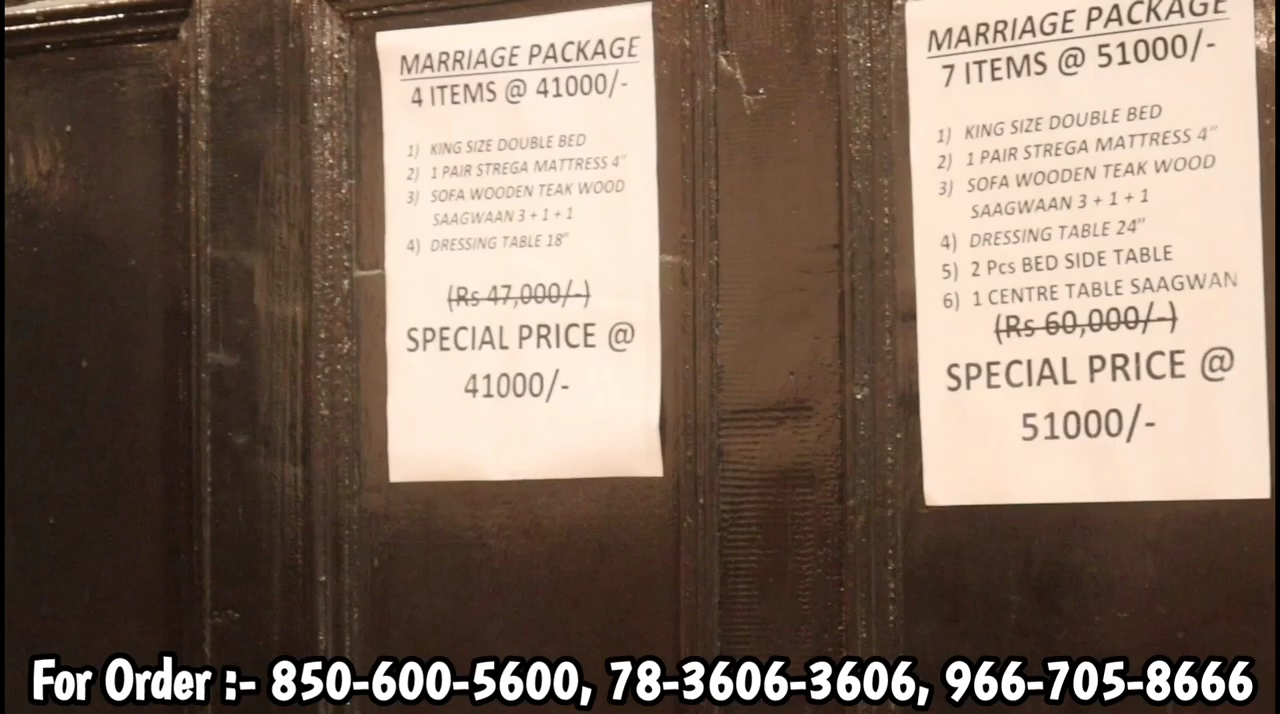 MARRIAGE PACKAGE
4 ITEMS @ 41000/-
1) KING SIZE DOUBLE BED
2) 1 PAIR STREGA MATTRESS 4"
3) SOFA WOODEN TEAK WOOD
SAAGWAAN 3 + 1 + 1
4) DRESSING TABLE 18"
(Rs 47,000/-)
SPECIAL PRICE @
41000/-
MARRIAGE PACKAGE
7 ITEMS @ 51000/-
1) KING SIZE DOUBLE BED
2) 1 PAIR STREGA MATTRESS 4"
3) SOFA WOODEN TEAK WOOD
SAAGWAAN 3 + 1 + 1
4) DRESSING TABLE 24"
5) 2 Pcs BED SIDE TABLE
6) 1 CENTRE TABLE SAAGWAN
(Rs 60,000/-)
SPECIAL PRICE @
51000/-
For Order :- 850-600-5600, 78-3606-3606, 966-705-8666